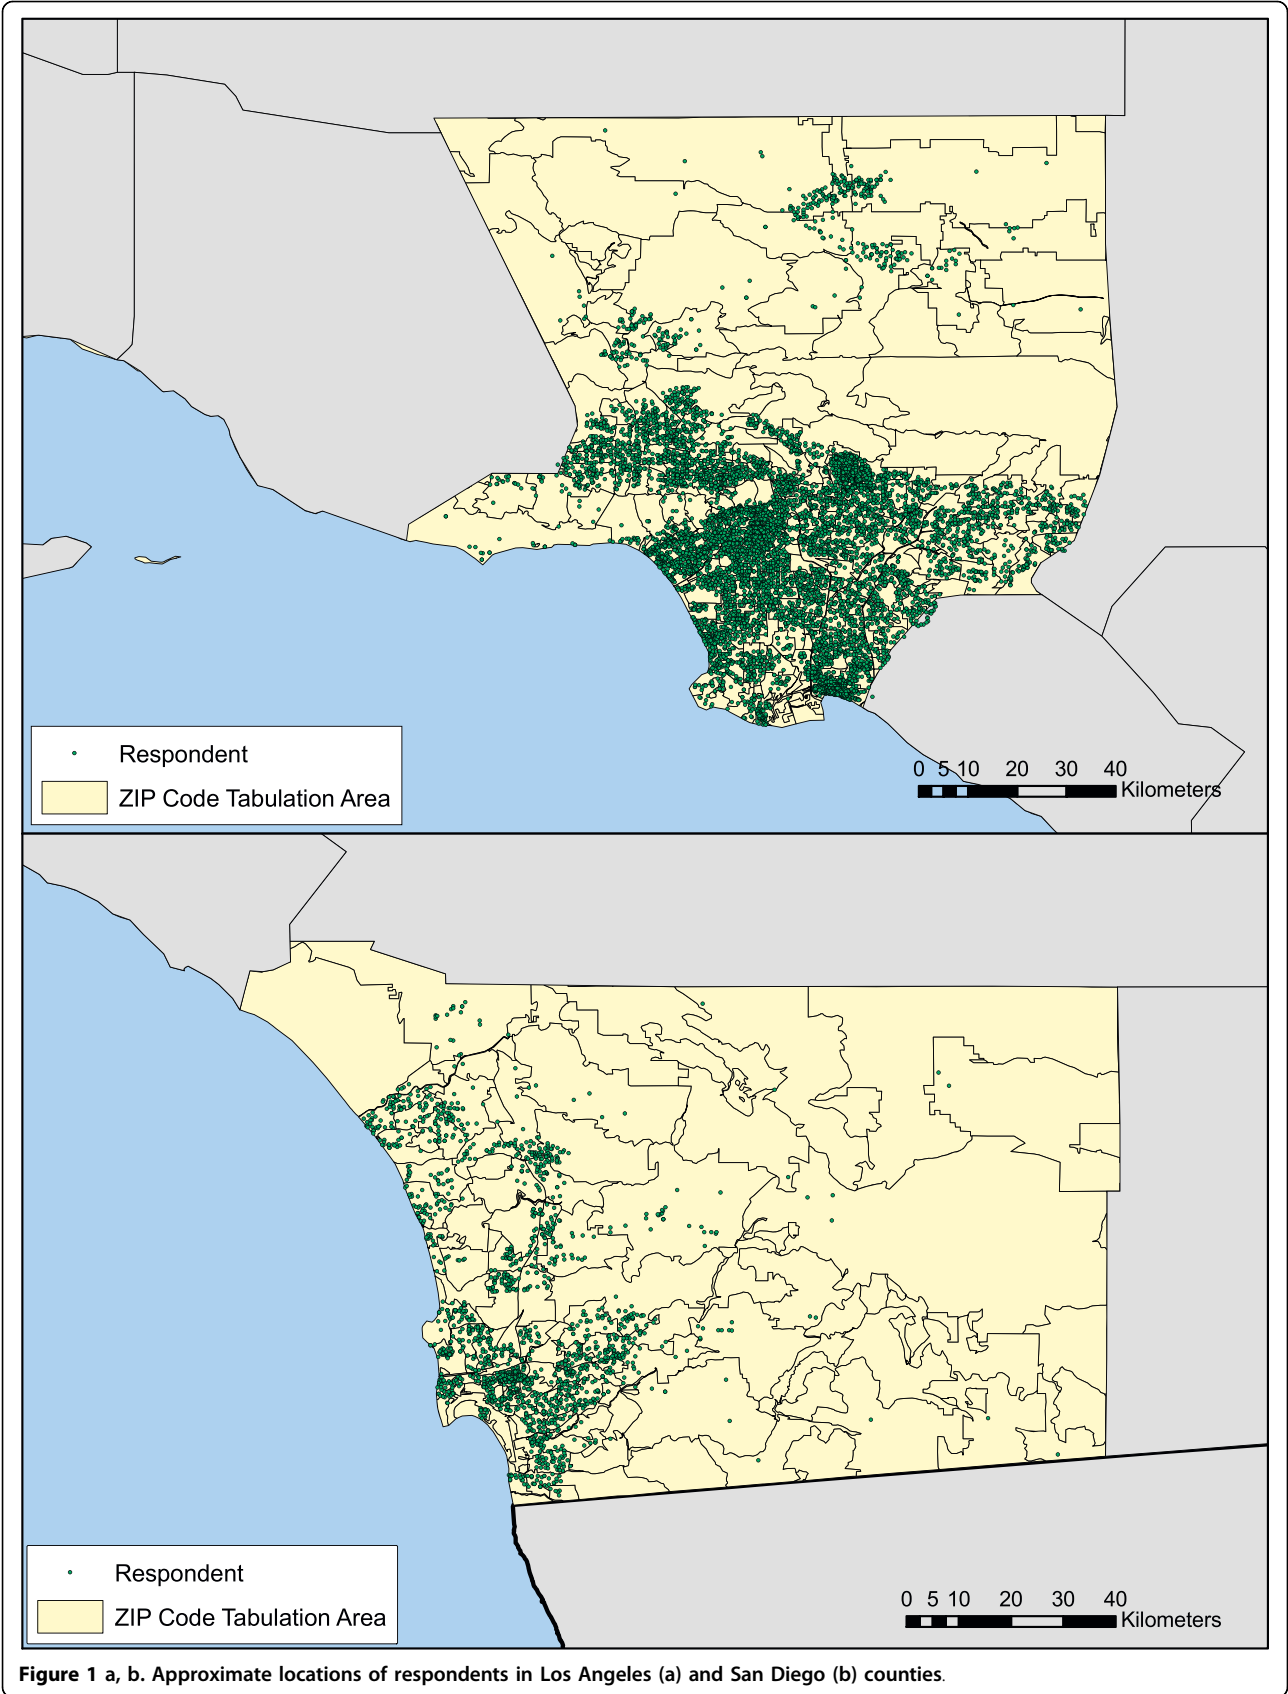 Respondent
ZIP Code Tabulation Area
0 5 10 20 30 40
Kilometers
Respondent
ZIP Code Tabulation Area
0 5 10 20 30 40
Kilometers
Figure 1 a, b. Approximate locations of respondents in Los Angeles (a) and San Diego (b) counties.